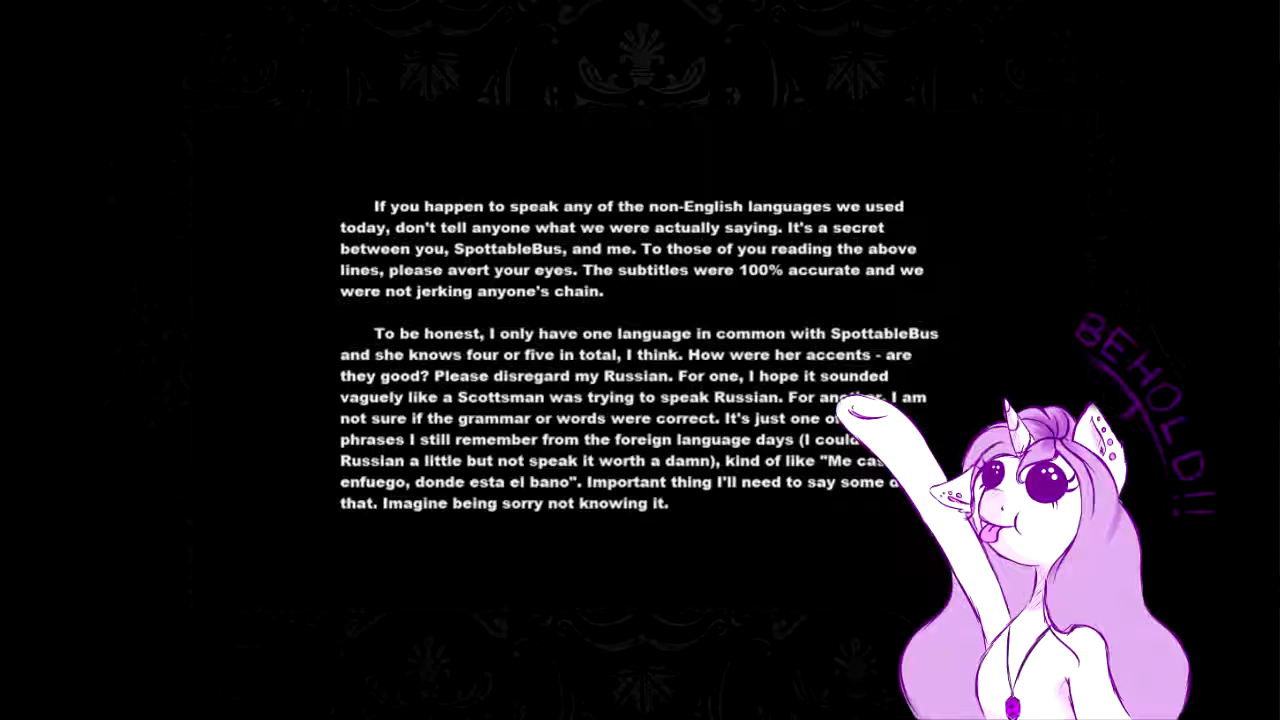 If you happen to speak any of the non-English languages we used
today, don't tell anyone what we were actually saying. It's a secret
between you, SpottableBus, and me. To those of you reading the above
lines, please avert your eyes. The subtitles were 100% accurate and we
were not jerking anyone's chain.
To be honest, I only have one language in common with SpottableBus
and she knows four or five in total, I think. How were her accents - are
they good? Please disregard my Russian. For one, I hope it sounded
vaguely like a Scottsman was trying to speak Russian. For another, I am
not sure if the grammar or words were correct. It's just one
phrases I still remember from the foreign language days (I could
Russian a little but not speak it worth a damn), kind of like "Me
enfuego, donde esta el bano". Important thing I'll need to say some
that. Imagine being sorry not knowing it.
BEHOLD!!